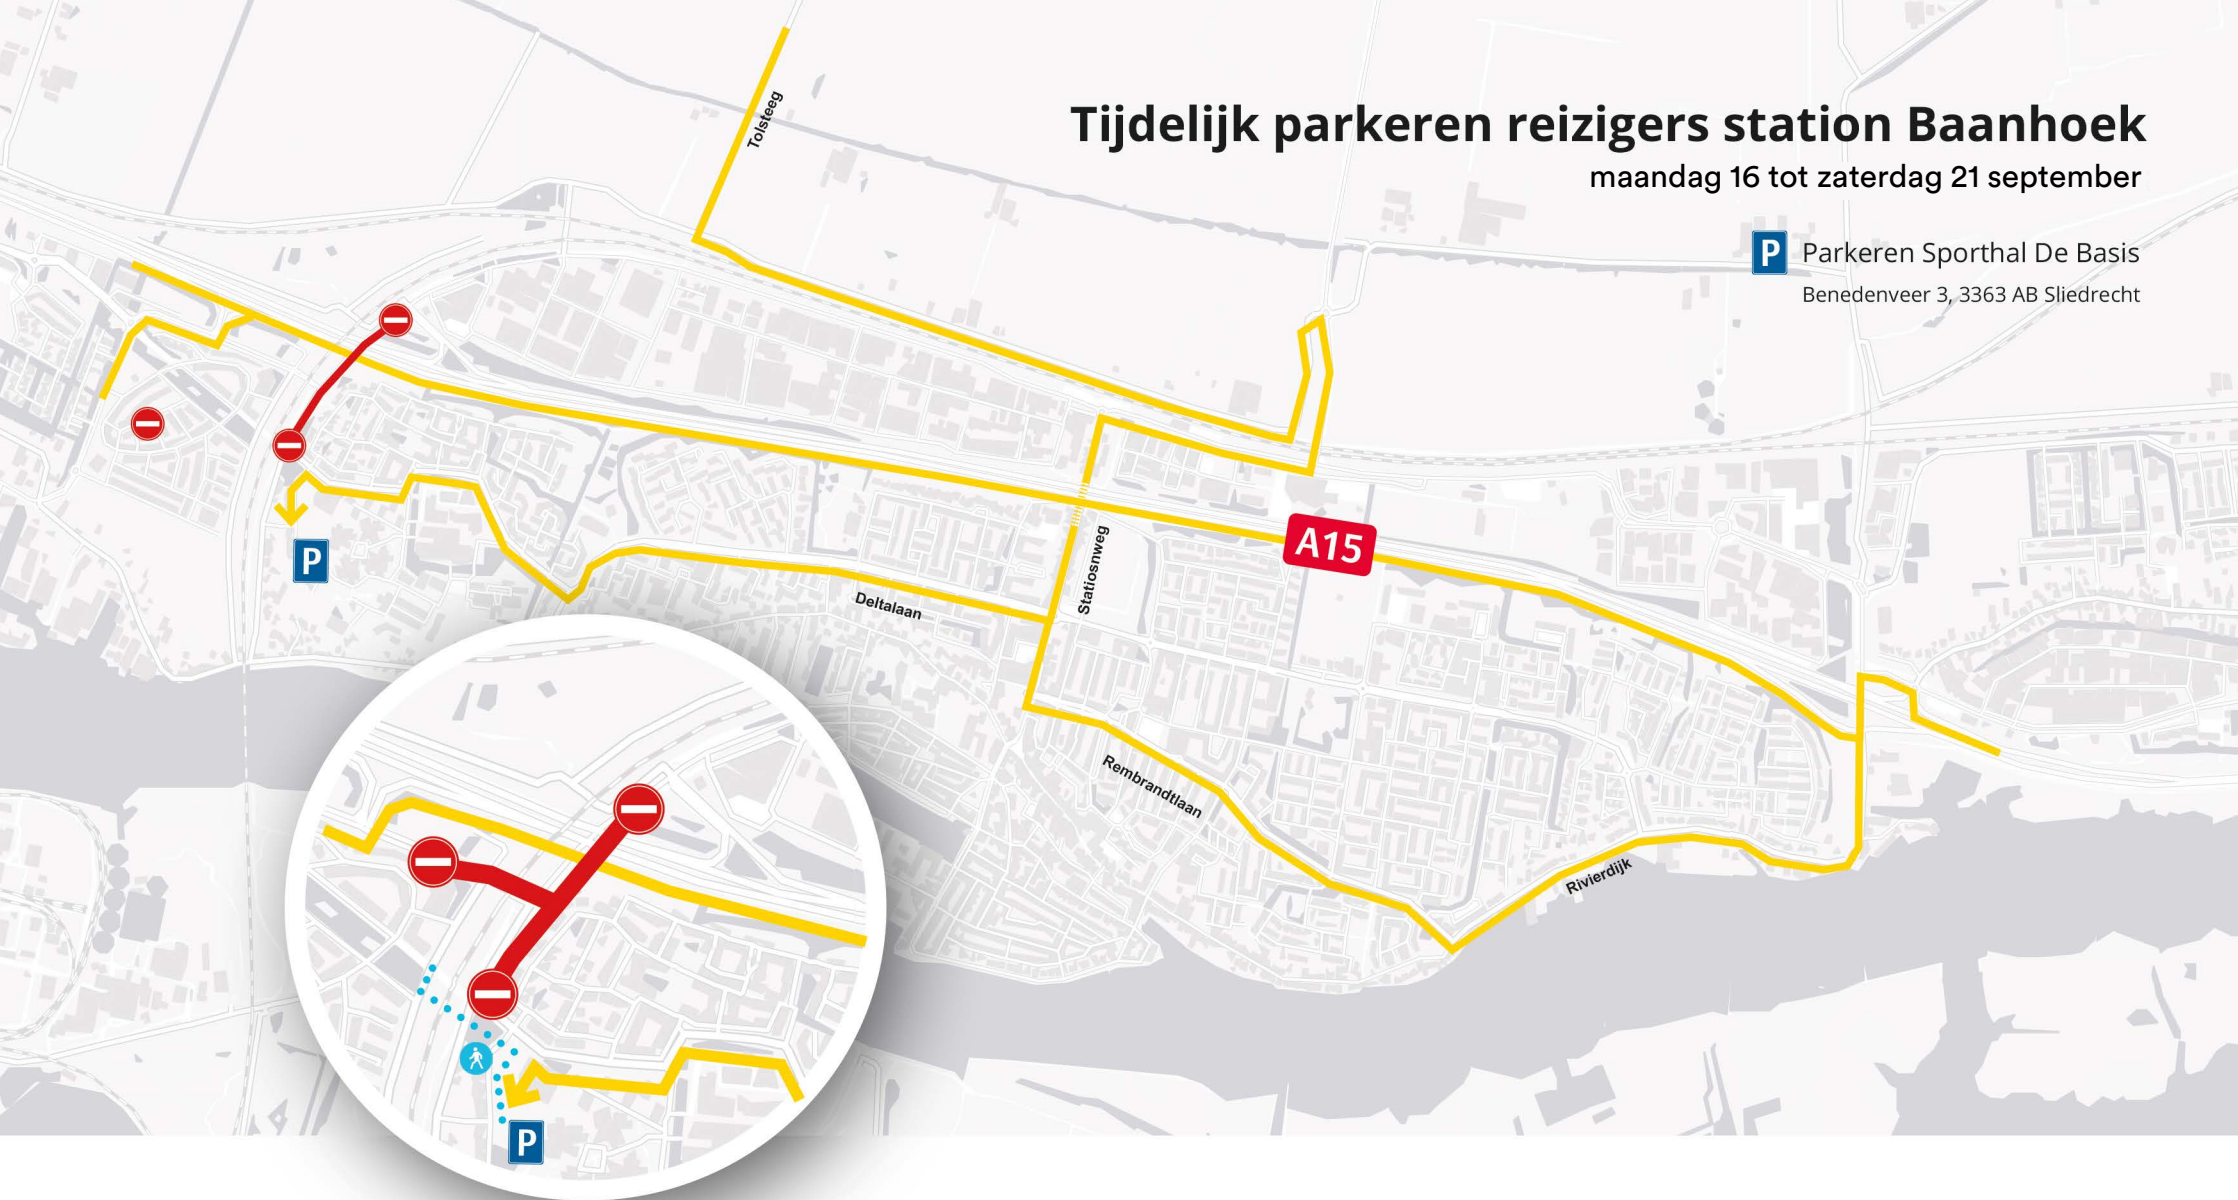 Tijdelijk parkeren reizigers station Baanhoek
maandag 16 tot zaterdag 21 september
P Parkeren Sporthal De Basis
Benedenveer 3, 3363 AB Sliedrecht
Tolsteeg
A15
Statiosnweg
P
Deltalaan
Rembrandtlaan
Rivierdijk
P